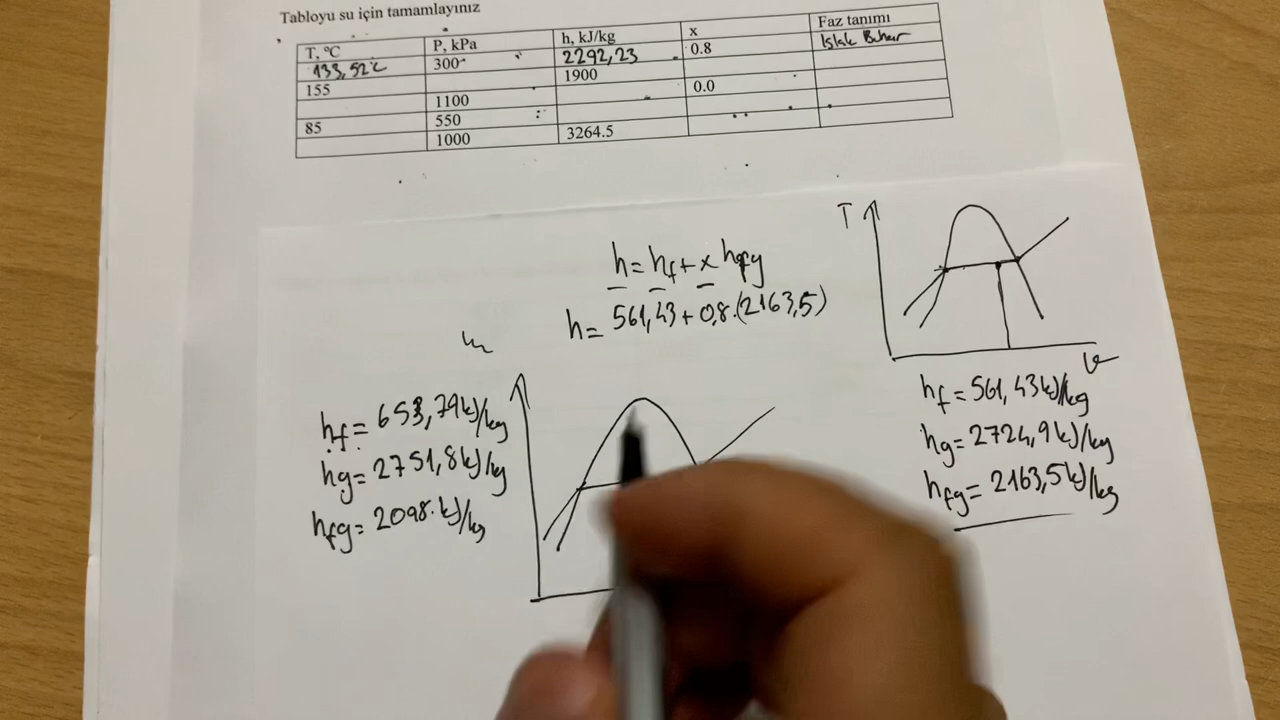 Tabloyu su için tamamlayınız
T, °C P, kPa h, kJ/kg x Faz tanımı
133,52°C 300 2292,23 0.8 Islak Buhar
155 1900
1100 0.0
85 550
1000 3264.5
T
h = hf + x hfg
h = 561,43 + 0,8.(2163,5)
v
hf = 653,79 kJ/kg
hg = 2751,8 kJ/kg
hfg = 2098. kJ/kg
hf = 561,43 kJ/kg
hg = 2724,9 kJ/kg
hfg = 2163,5 kJ/kg